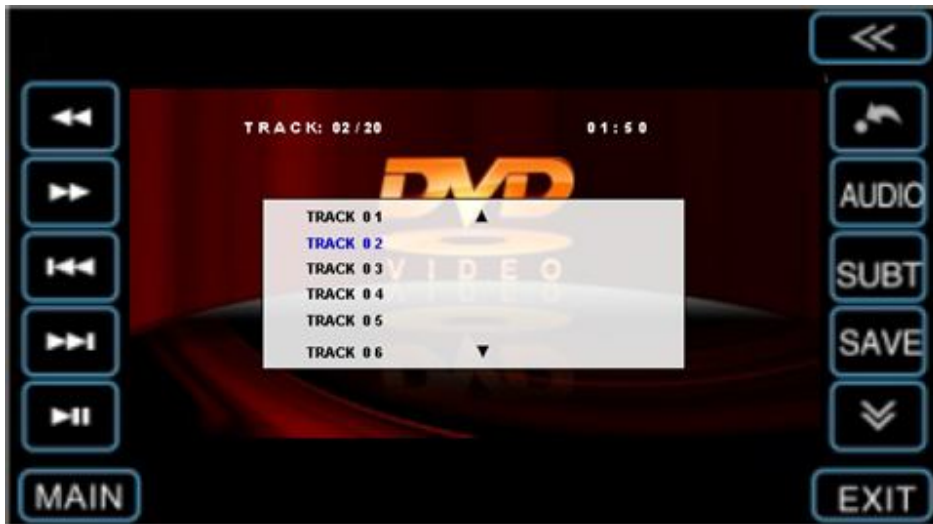 TRACK: 02/20 01:50
DVD
VIDEO
TRACK 01
TRACK 02
TRACK 03
TRACK 04
TRACK 05
TRACK 06
AUDIO
SUBT
SAVE
MAIN
EXIT